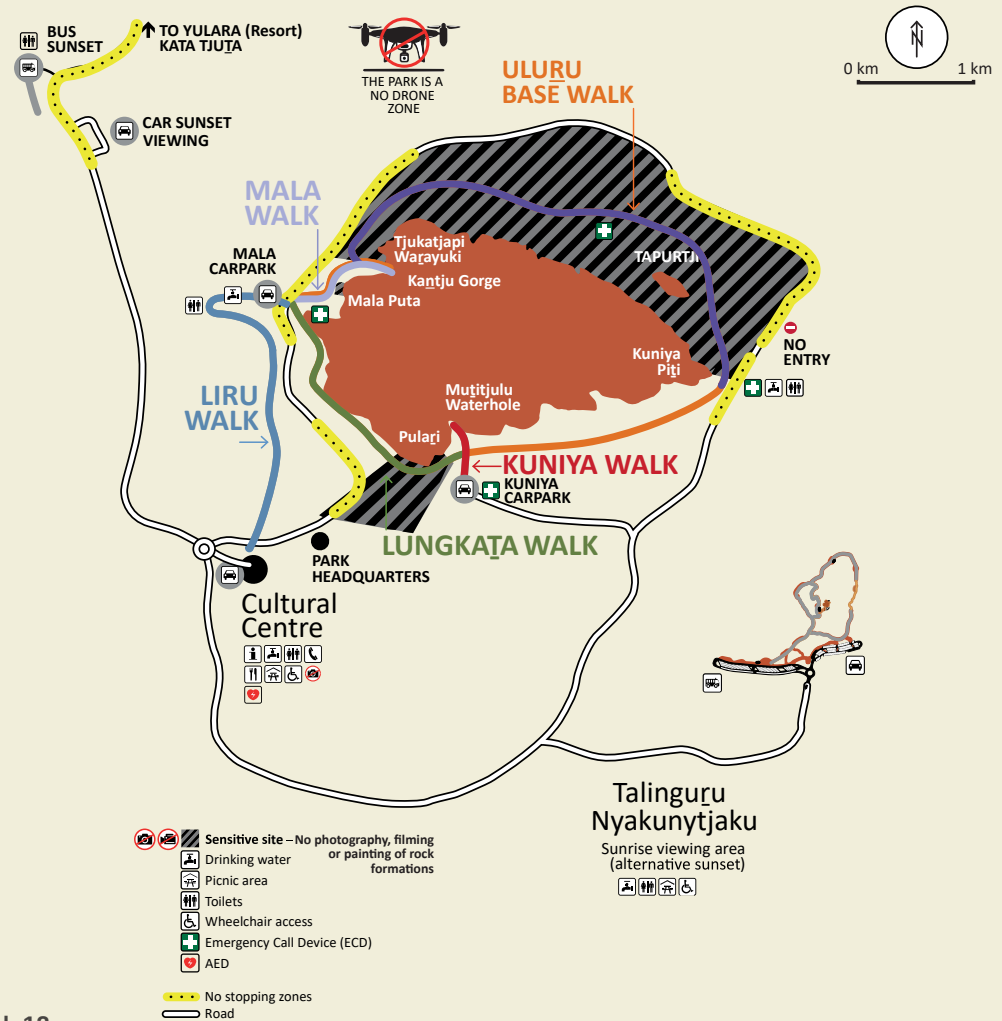 BUS
SUNSET
TO YULARA (Resort)
KATA TJUṮA
THE PARK IS A
NO DRONE
ZONE
N
0 km 1 km
ULUṞU
BASE WALK
CAR SUNSET
VIEWING
MALA
WALK
MALA
CARPARK
Tjukatjapi
Waṟayuki
TAPURTJI
Kaṉtju Gorge
Mala Puta
NO
ENTRY
Kuniya
Piṯi
LIRU
WALK
Muṯitjulu
Waterhole
Pulaṟi
KUNIYA WALK
KUNIYA
CARPARK
LUNGKAṮA WALK
PARK
HEADQUARTERS
Cultural
Centre
Talinguṟu
Nyakunytjaku
Sunrise viewing area
(alternative sunset)
Sensitive site – No photography, filming
or painting of rock
formations
Drinking water
Picnic area
Toilets
Wheelchair access
Emergency Call Device (ECD)
AED
No stopping zones
Road